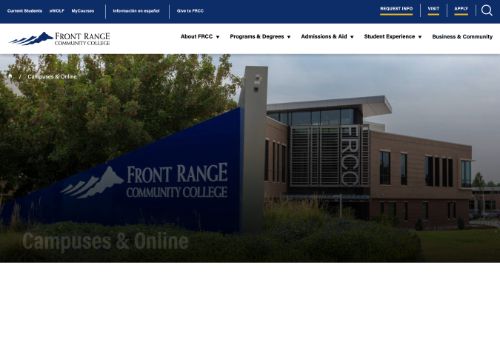 Current Students eWOLF MyCourses Información en español Give to FRCC REQUEST INFO VISIT APPLY
FRONT RANGE
COMMUNITY COLLEGE
About FRCC Programs & Degrees Admissions & Aid Student Experience Business & Community
/ Campuses & Online
FRONT RANGE
COMMUNITY COLLEGE
FRCC
Campuses & Online